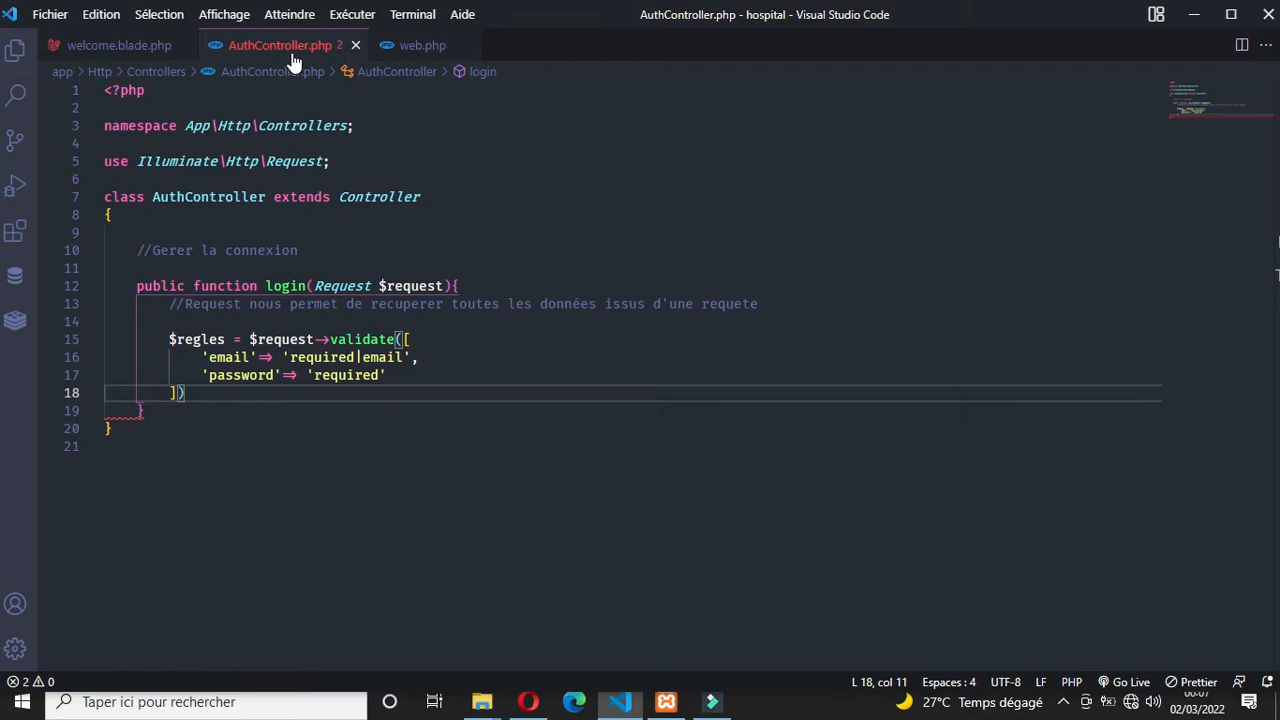 Fichier Edition Sélection Affichage Atteindre Exécuter Terminal Aide AuthController.php - hospital - Visual Studio Code
welcome.blade.php AuthController.php 2 web.php
app > Http > Controllers > AuthController.php > AuthController > login
1 <?php
2
3 namespace App\Http\Controllers;
4
5 use Illuminate\Http\Request;
6
7 class AuthController extends Controller
8 {
9
10 //Gerer la connexion
11
12 public function login(Request $request){
13 //Request nous permet de recuperer toutes les données issus d'une requete
14
15 $regles = $request->validate([
16 'email'=> 'required|email',
17 'password'=> 'required'
18 ])
19 }
20 }
21
2 0 L 18, col 11 Espaces : 4 UTF-8 LF PHP Go Live Prettier
Taper ici pour rechercher 27°C Temps dégagé 00:07
02/03/2022